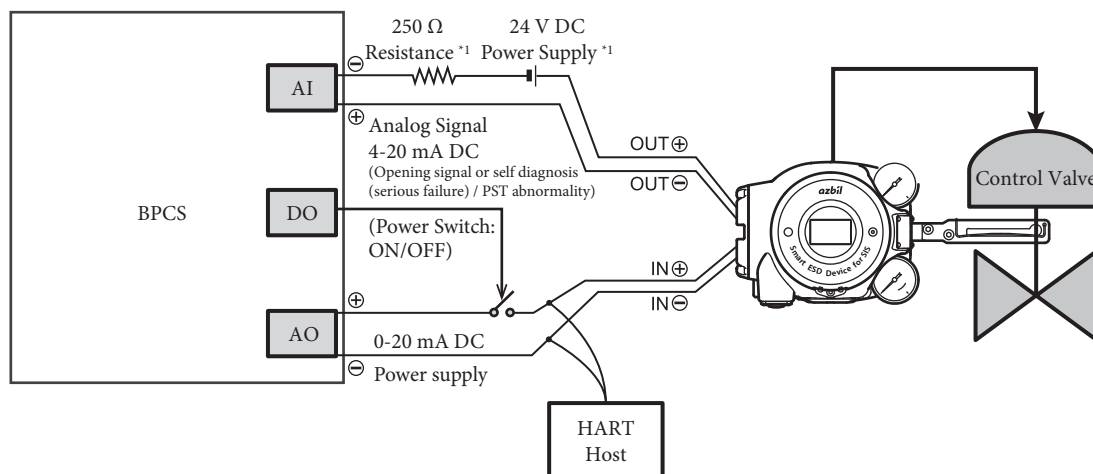 250 Ω
Resistance *1
24 V DC
Power Supply *1
⊖
AI
⊕
Analog Signal
4-20 mA DC
(Opening signal or self diagnosis
(serious failure) / PST abnormality)
OUT⊕
OUT⊖
BPCS
DO
(Power Switch:
ON/OFF)
⊕
AO
0-20 mA DC
⊖
Power supply
IN⊕
IN⊖
azbil
Smart ESD Device for SIS
Control Valve
HART
Host